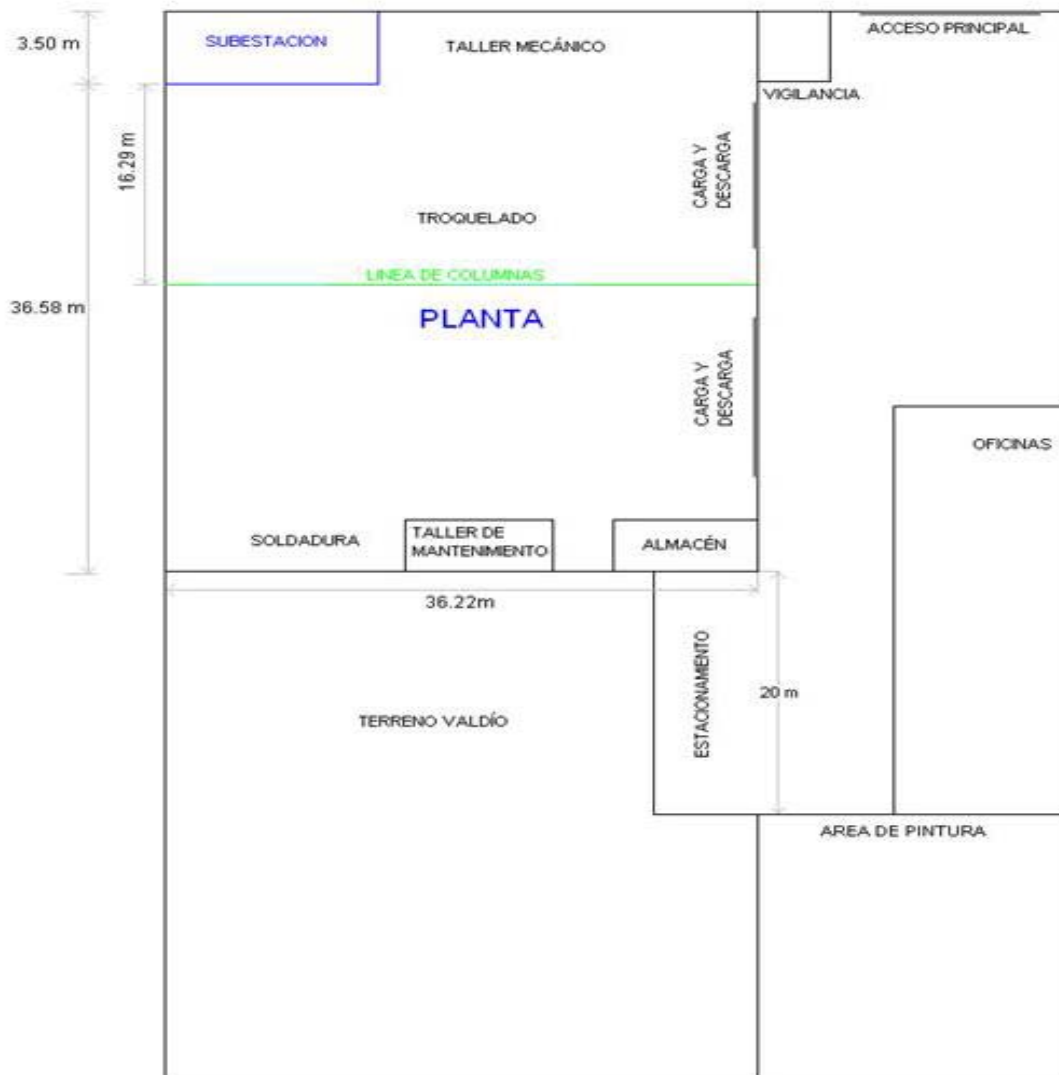 3.50 m
SUBESTACION
TALLER MECÁNICO
ACCESO PRINCIPAL
VIGILANCIA
16.29 m
CARGA Y
DESCARGA
TROQUELADO
LINEA DE COLUMNAS
36.58 m
PLANTA
CARGA Y
DESCARGA
OFICINAS
SOLDADURA
TALLER DE
MANTENIMIENTO
ALMACÉN
36.22m
ESTACIONAMIENTO
20 m
TERRENO VALDÍO
AREA DE PINTURA